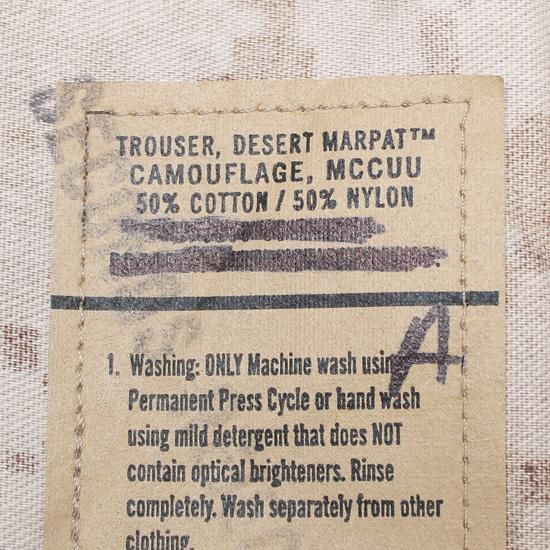 TROUSER, DESERT MARPAT™
CAMOUFLAGE, MCCUU
50% COTTON / 50% NYLON
A
1. Washing: ONLY Machine wash using
Permanent Press Cycle or hand wash
using mild detergent that does NOT
contain optical brighteners. Rinse
completely. Wash separately from other
clothing.